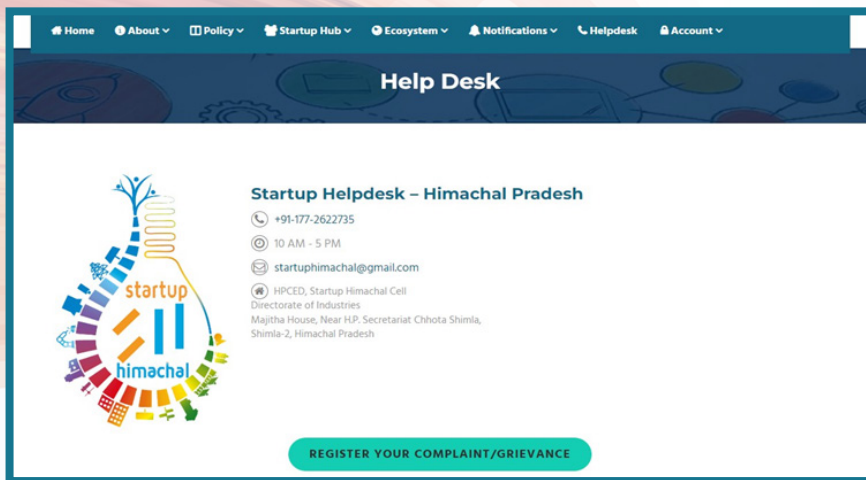 Home About Policy Startup Hub Ecosystem Notifications Helpdesk Account
Help Desk
Startup Helpdesk – Himachal Pradesh
+91-177-2622735
10 AM - 5 PM
startuphimachal@gmail.com
HPCED, Startup Himachal Cell
Directorate of Industries
Majitha House, Near H.P. Secretariat Chhota Shimla,
Shimla-2, Himachal Pradesh
startup
himachal
REGISTER YOUR COMPLAINT/GRIEVANCE